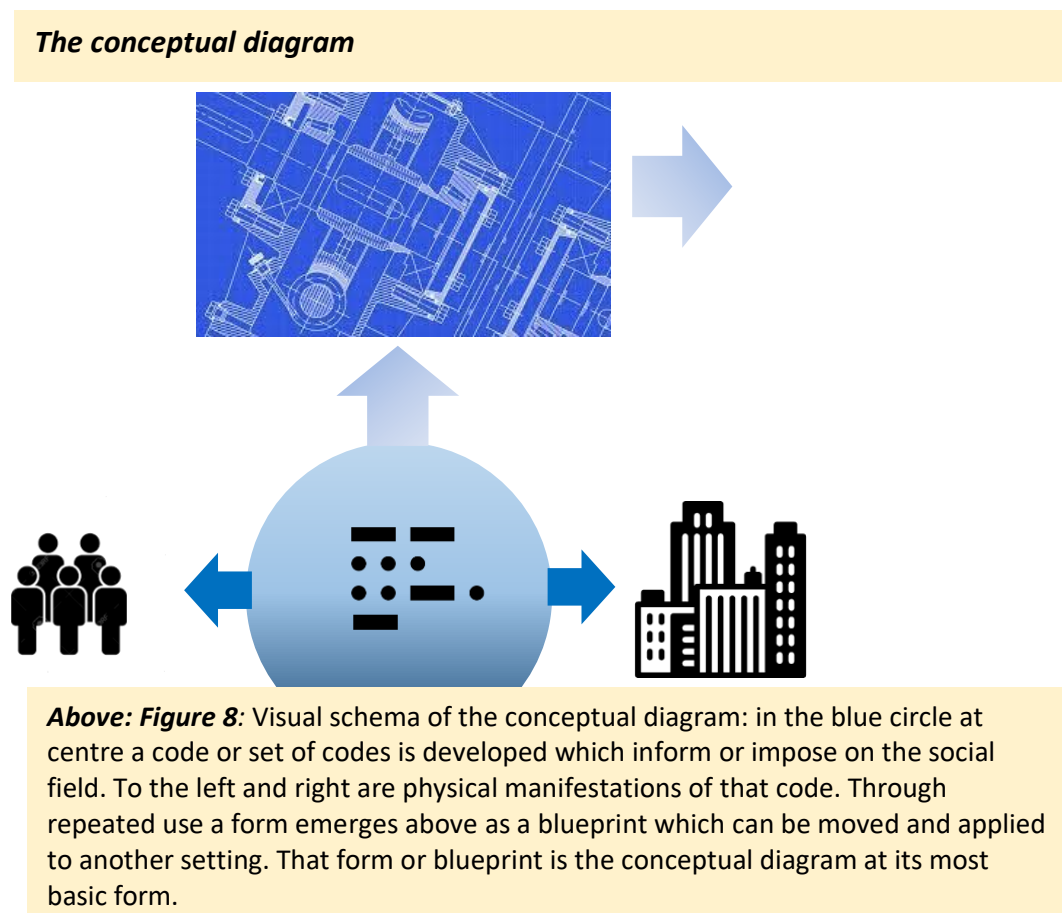 The conceptual diagram
Above: Figure 8: Visual schema of the conceptual diagram: in the blue circle at
centre a code or set of codes is developed which inform or impose on the social
field. To the left and right are physical manifestations of that code. Through
repeated use a form emerges above as a blueprint which can be moved and applied
to another setting. That form or blueprint is the conceptual diagram at its most
basic form.